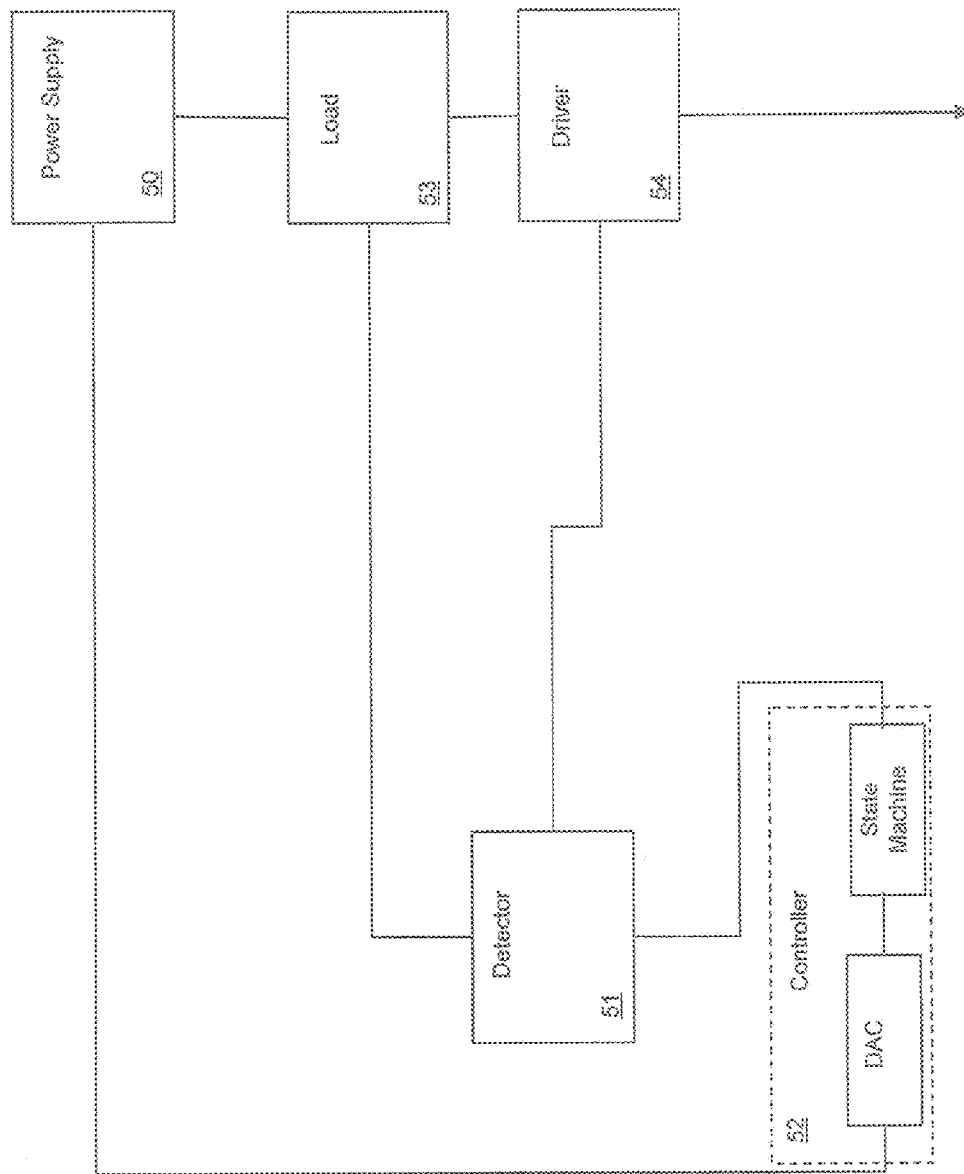 Power Supply
50
Load
53
Driver
54
Detector
51
Controller
52
DAC
State
Machine